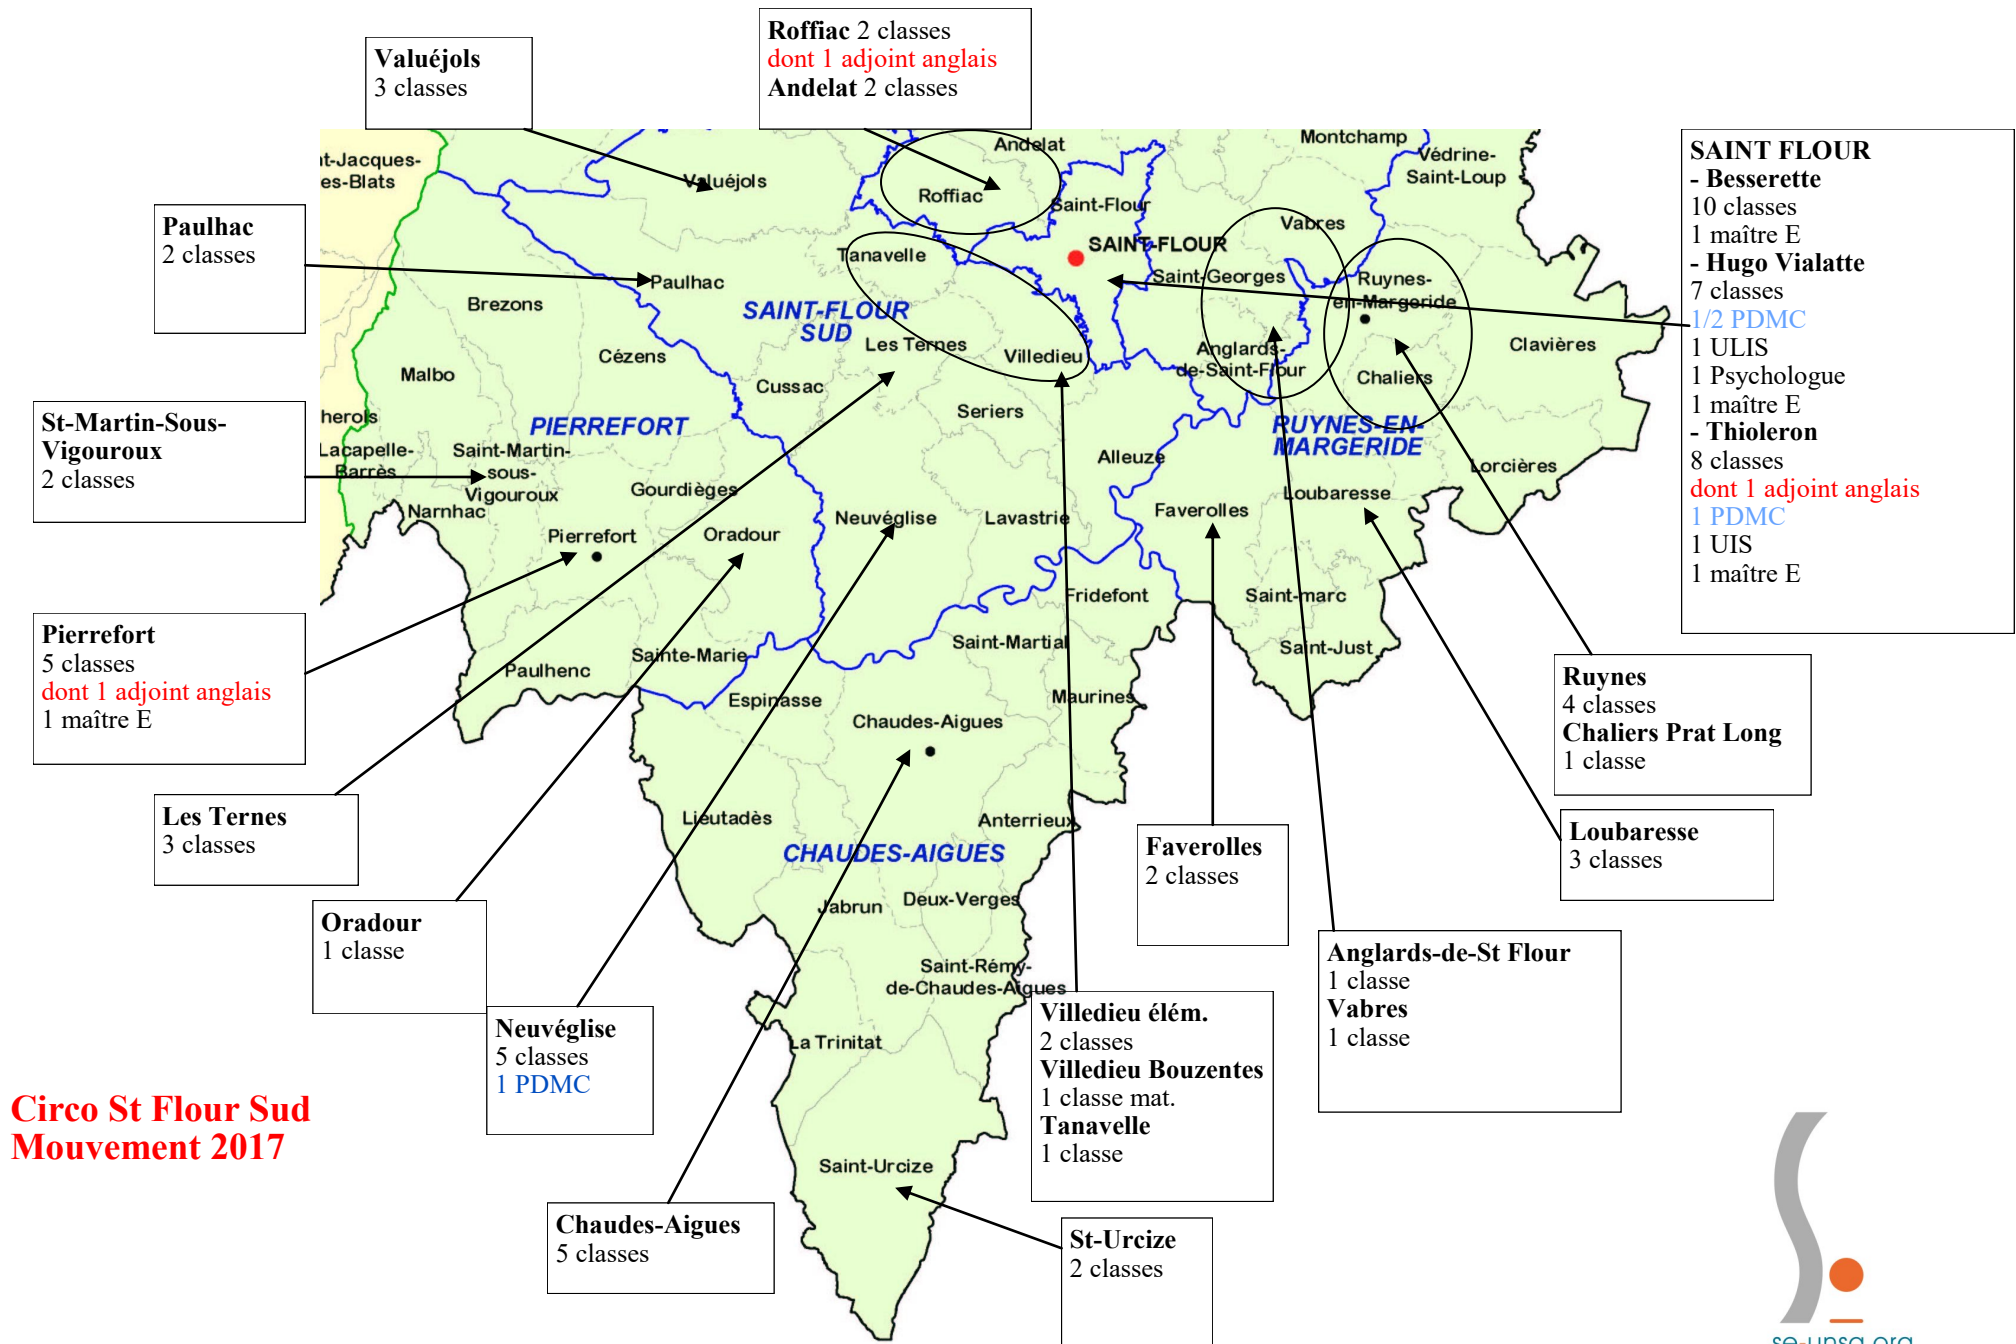 Roffiac 2 classes
dont 1 adjoint anglais
Andelat 2 classes
Valuéjols
3 classes
SAINT FLOUR
- Besserette
10 classes
1 maître E
- Hugo Vialatte
7 classes
1/2 PDMC
1 ULIS
1 Psychologue
1 maître E
- Thioleron
8 classes
dont 1 adjoint anglais
1 PDMC
1 UIS
1 maître E
Paulhac
2 classes
St-Martin-Sous-
Vigouroux
2 classes
Pierrefort
5 classes
dont 1 adjoint anglais
1 maître E
Les Ternes
3 classes
Oradour
1 classe
Neuvéglise
5 classes
1 PDMC
Chaudes-Aigues
5 classes
St-Urcize
2 classes
Villedieu élém.
2 classes
Villedieu Bouzentes
1 classe mat.
Tanavelle
1 classe
Anglards-de-St Flour
1 classe
Vabres
1 classe
Faverolles
2 classes
Loubaresse
3 classes
Ruynes
4 classes
Chaliers Prat Long
1 classe
Circo St Flour Sud
Mouvement 2017
nt-Jacques-
es-Blats
Valuéjols
Andelat
Roffiac
Montchamp
Védrine-
Saint-Loup
Saint-Flour
SAINT-FLOUR
Vabres
Tanavelle
Saint-Georges
Ruynes-
en-Margeride
Paulhac
Brezons
SAINT-FLOUR
SUD
Les Ternes
Villedieu
Anglards-
de-Saint-Flour
Clavières
Chaliers
Cézens
Malbo
Cussac
Seriers
herols
PIERREFORT
RUYNES-EN-
MARGERIDE
Lacapelle-
Barrès
Saint-Martin-
sous-
Vigouroux
Alleuze
Lorcières
Gourdièges
Loubaresse
Narnhac
Neuvéglise
Lavastrie
Faverolles
Pierrefort
Oradour
Fridefont
Saint-marc
Saint-Martial
Saint-Just
Sainte-Marie
Paulhenc
Espinasse
Maurines
Chaudes-Aigues
Lieutadès
Anterrieux
CHAUDES-AIGUES
Jabrun
Deux-Verges
Saint-Rémy-
de-Chaudes-Aigues
La Trinitat
Saint-Urcize
se-unsa.org